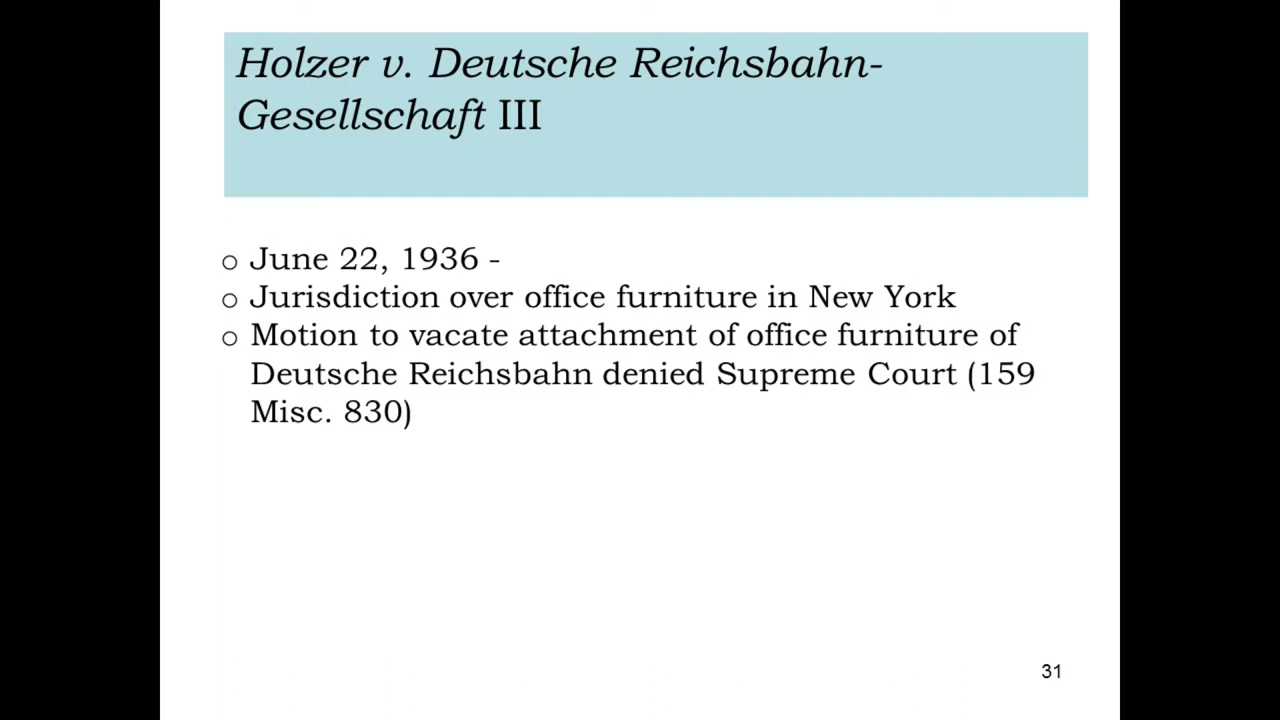 Holzer v. Deutsche Reichsbahn-
Gesellschaft III
o June 22, 1936 -
o Jurisdiction over office furniture in New York
o Motion to vacate attachment of office furniture of
Deutsche Reichsbahn denied Supreme Court (159
Misc. 830)
31